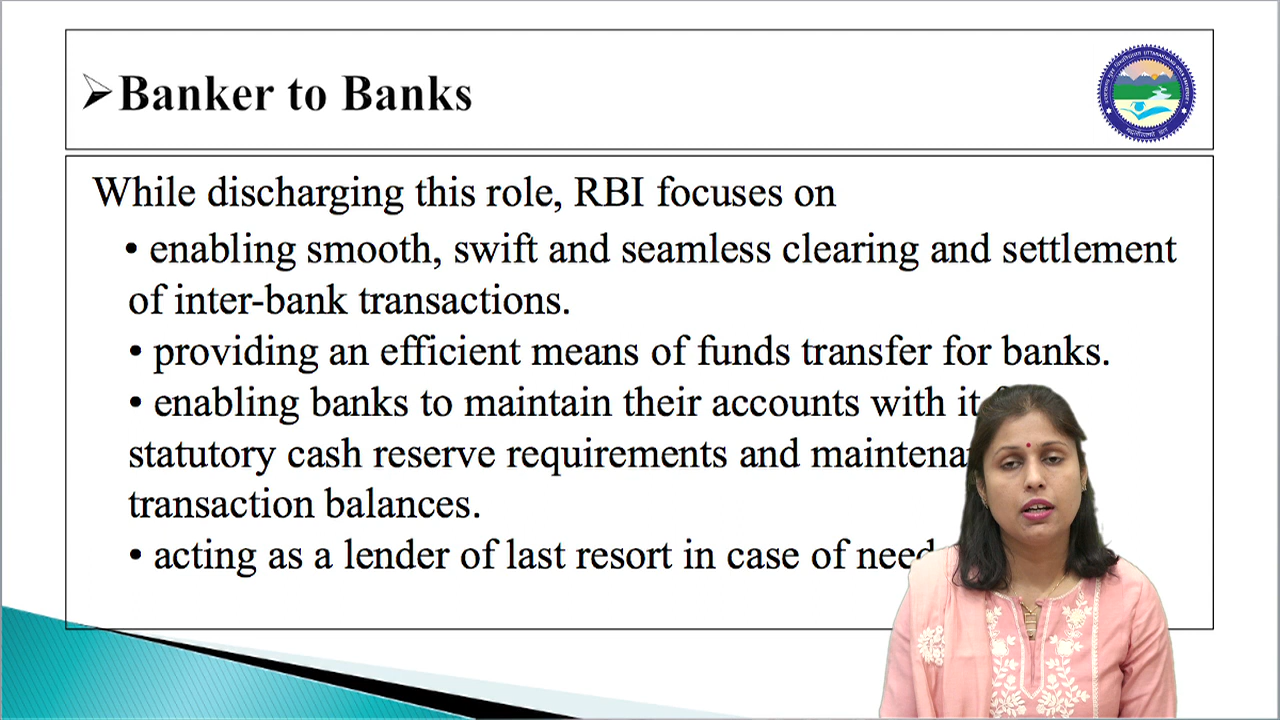 Banker to Banks
While discharging this role, RBI focuses on
• enabling smooth, swift and seamless clearing and settlement
of inter-bank transactions.
• providing an efficient means of funds transfer for banks.
• enabling banks to maintain their accounts with it
statutory cash reserve requirements and
transaction balances.
• acting as a lender of last resort in case of need